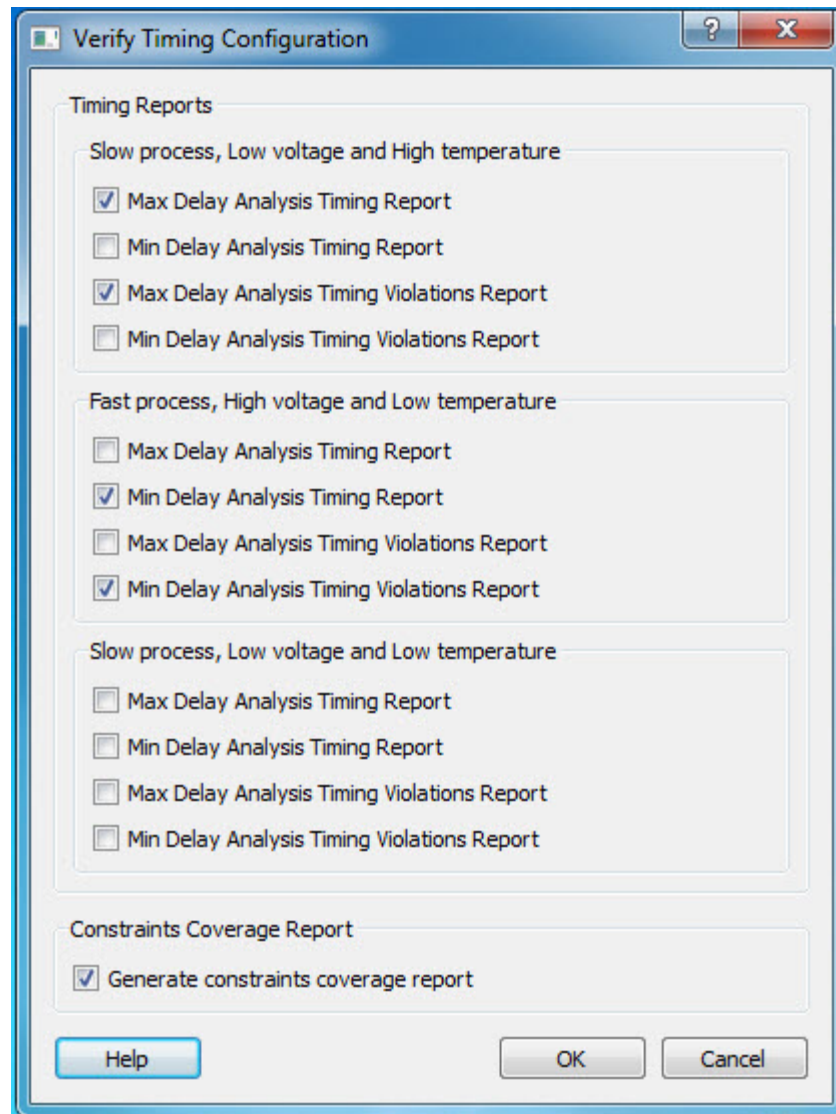 Verify Timing Configuration
?
X
Timing Reports
Slow process, Low voltage and High temperature
Max Delay Analysis Timing Report
Min Delay Analysis Timing Report
Max Delay Analysis Timing Violations Report
Min Delay Analysis Timing Violations Report
Fast process, High voltage and Low temperature
Max Delay Analysis Timing Report
Min Delay Analysis Timing Report
Max Delay Analysis Timing Violations Report
Min Delay Analysis Timing Violations Report
Slow process, Low voltage and Low temperature
Max Delay Analysis Timing Report
Min Delay Analysis Timing Report
Max Delay Analysis Timing Violations Report
Min Delay Analysis Timing Violations Report
Constraints Coverage Report
Generate constraints coverage report
Help
OK
Cancel